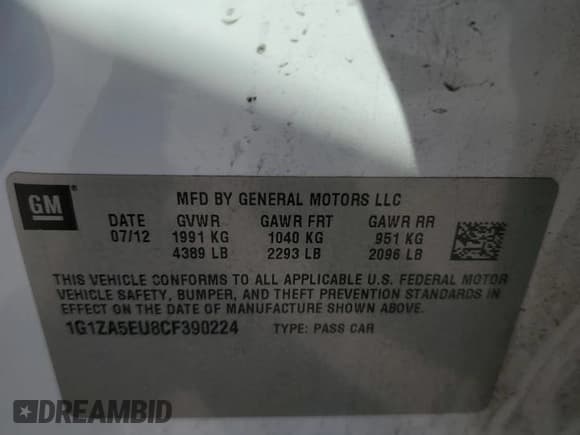 GM
MFD BY GENERAL MOTORS LLC
DATE GVWR GAWR FRT GAWR RR
07/12 1991 KG 1040 KG 951 KG
4389 LB 2293 LB 2096 LB
THIS VEHICLE CONFORMS TO ALL APPLICABLE U.S. FEDERAL MOTOR
VEHICLE SAFETY, BUMPER, AND THEFT PREVENTION STANDARDS IN
EFFECT ON THE DATE OF MANUFACTURE SHOWN ABOVE.
1G1ZA5EU8CF390224 TYPE: PASS CAR
DREAMBID